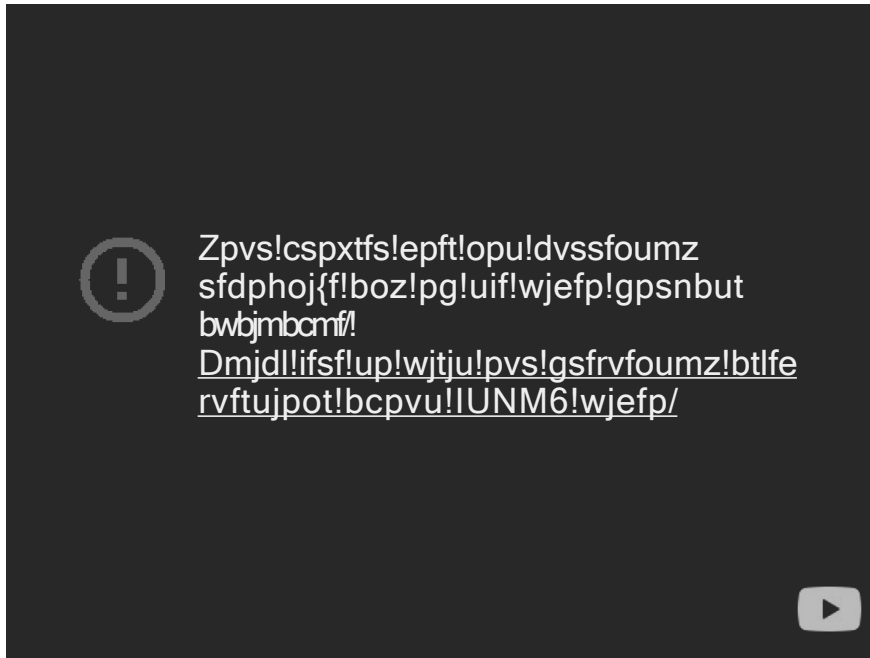 Zpvs!cspxtfs!epft!opu!dvssfoumz
sfdphoj{f!boz!pg!uif!wjefp!gpsnbut
bwbjmbcmf/!
Dmjdl!ifsf!up!wjtju!pvs!gsfrvfoumz!btlfe
rvftujpot!bcpvu!IUNM6!wjefp/